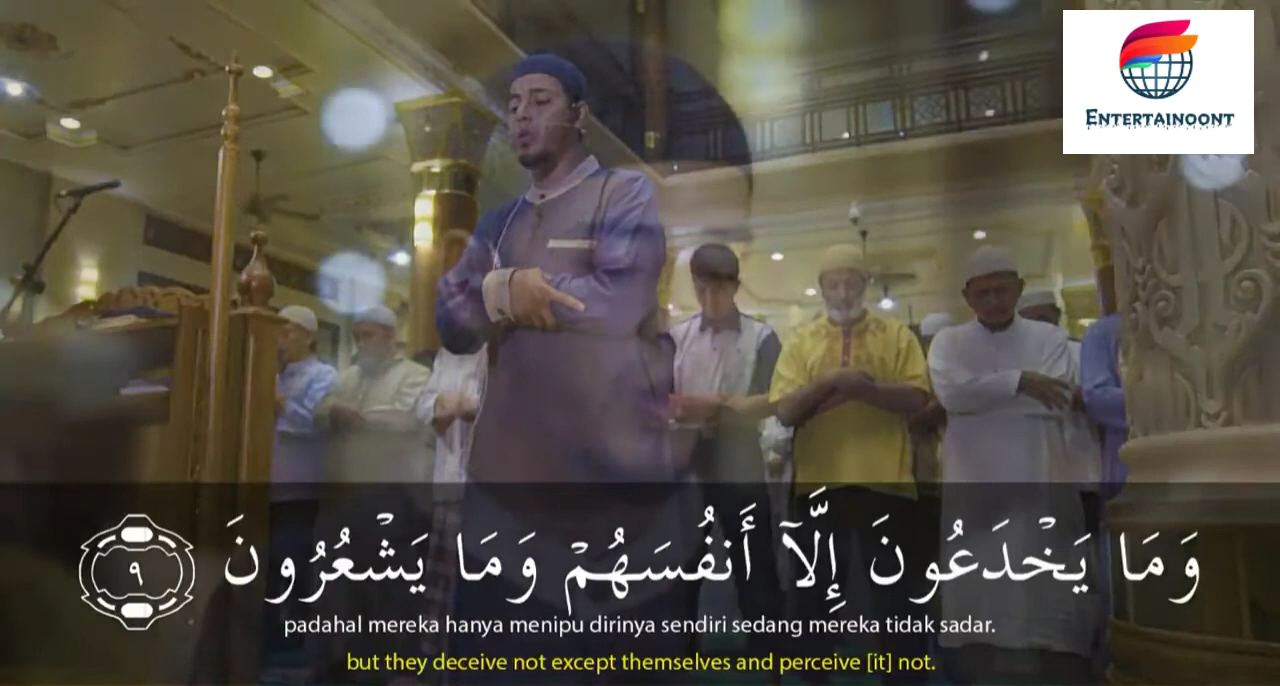 ENTERTAINOONT
وَمَا يَخْدَعُونَ إِلَّآ أَنفُسَهُمْ وَمَا يَشْعُرُونَ ٩
padahal mereka hanya menipu dirinya sendiri sedang mereka tidak sadar.
but they deceive not except themselves and perceive [it] not.